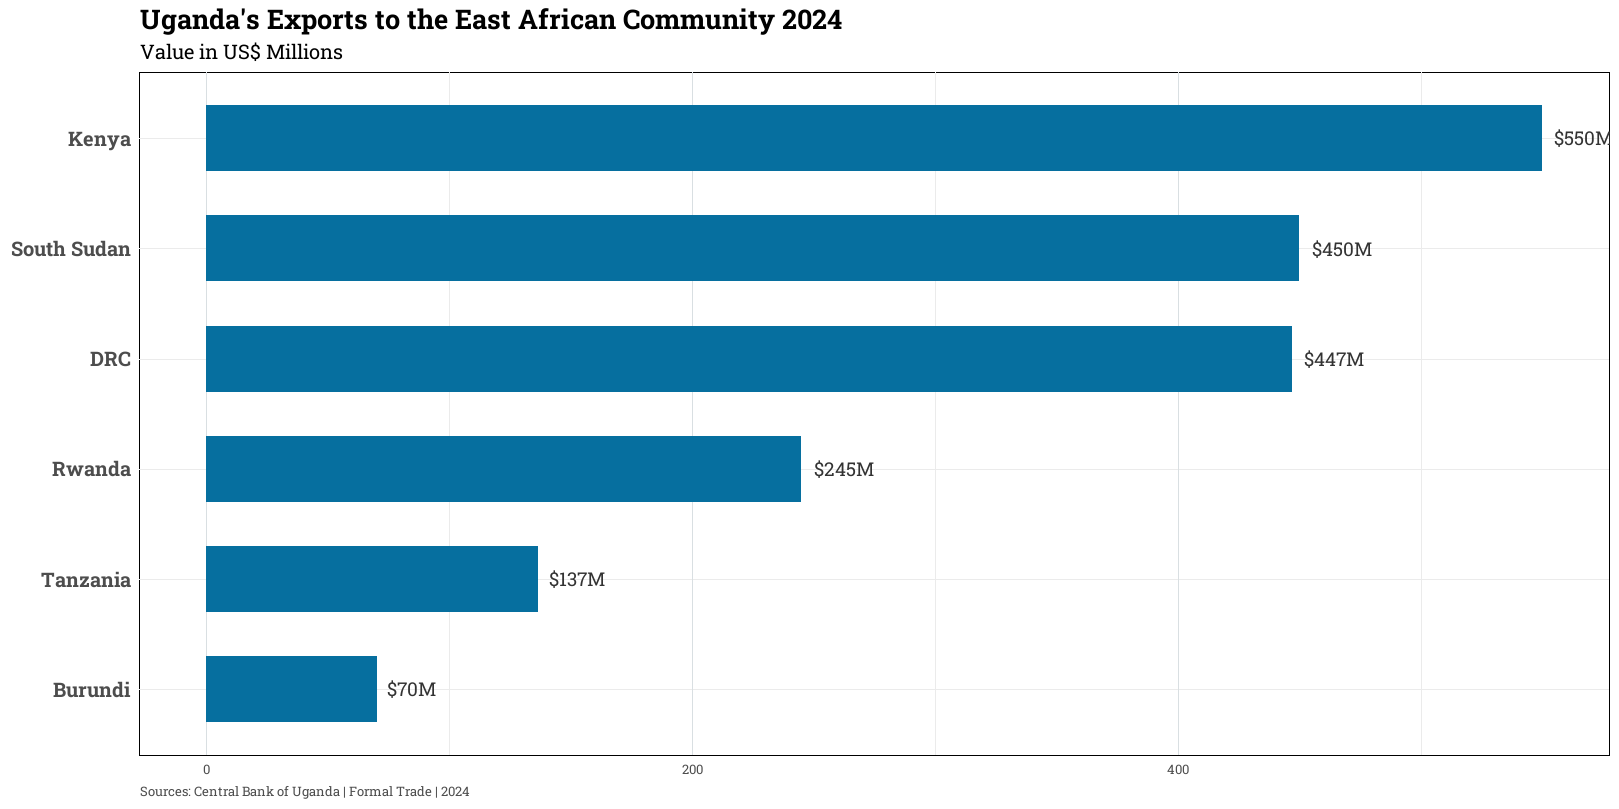 Uganda's Exports to the East African Community 2024
Value in US$ Millions
Kenya
$550M
South Sudan
$450M
DRC
$447M
Rwanda
$245M
Tanzania
$137M
Burundi
$70M
0
200
400
Sources: Central Bank of Uganda | Formal Trade | 2024